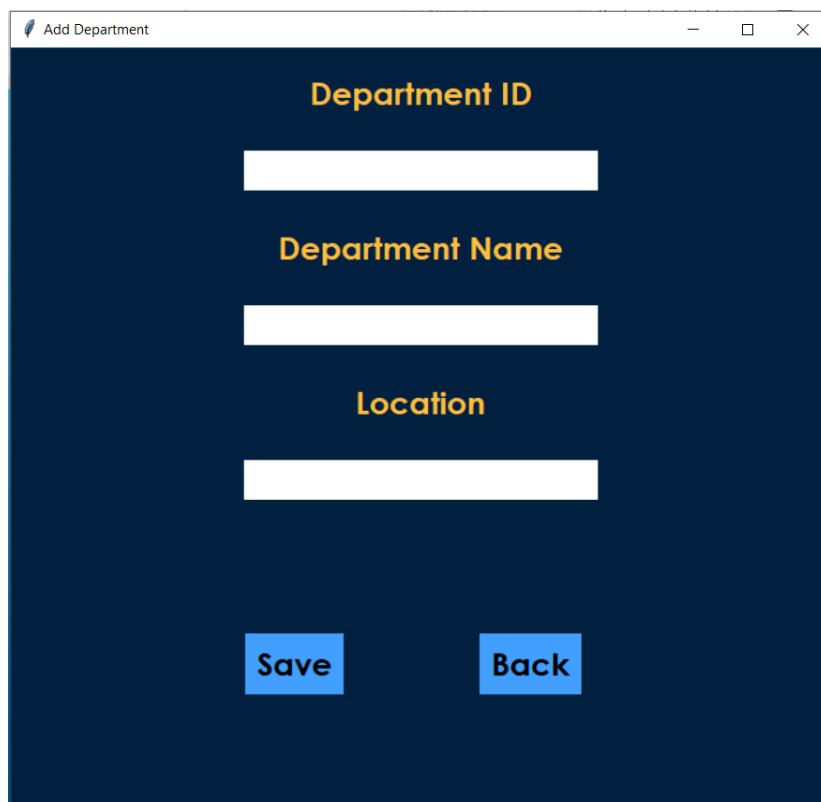 Add Department
Department ID
Department Name
Location
Save Back